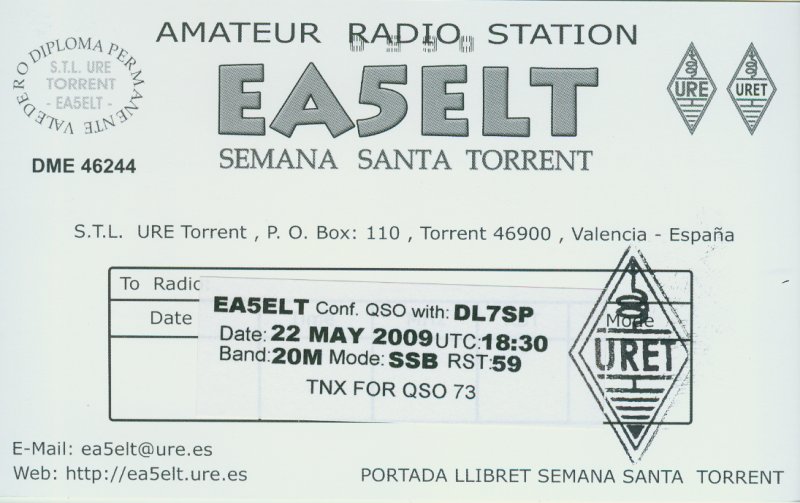 AMATEUR RADIO STATION
VALEDERO DIPLOMA PERMANENTE
S.T.L. URE
TORRENT
- EA5ELT -
EA5ELT
URE
URET
DME 46244
SEMANA SANTA TORRENT
S.T.L. URE Torrent , P. O. Box: 110 , Torrent 46900 , Valencia - España
To Radio
Date
Mode
EA5ELT Conf. QSO with: DL7SP
Date: 22 MAY 2009 UTC: 18:30
Band: 20M Mode: SSB RST: 59
TNX FOR QSO 73
URET
E-Mail: ea5elt@ure.es
Web: http://ea5elt.ure.es
PORTADA LLIBRET SEMANA SANTA TORRENT